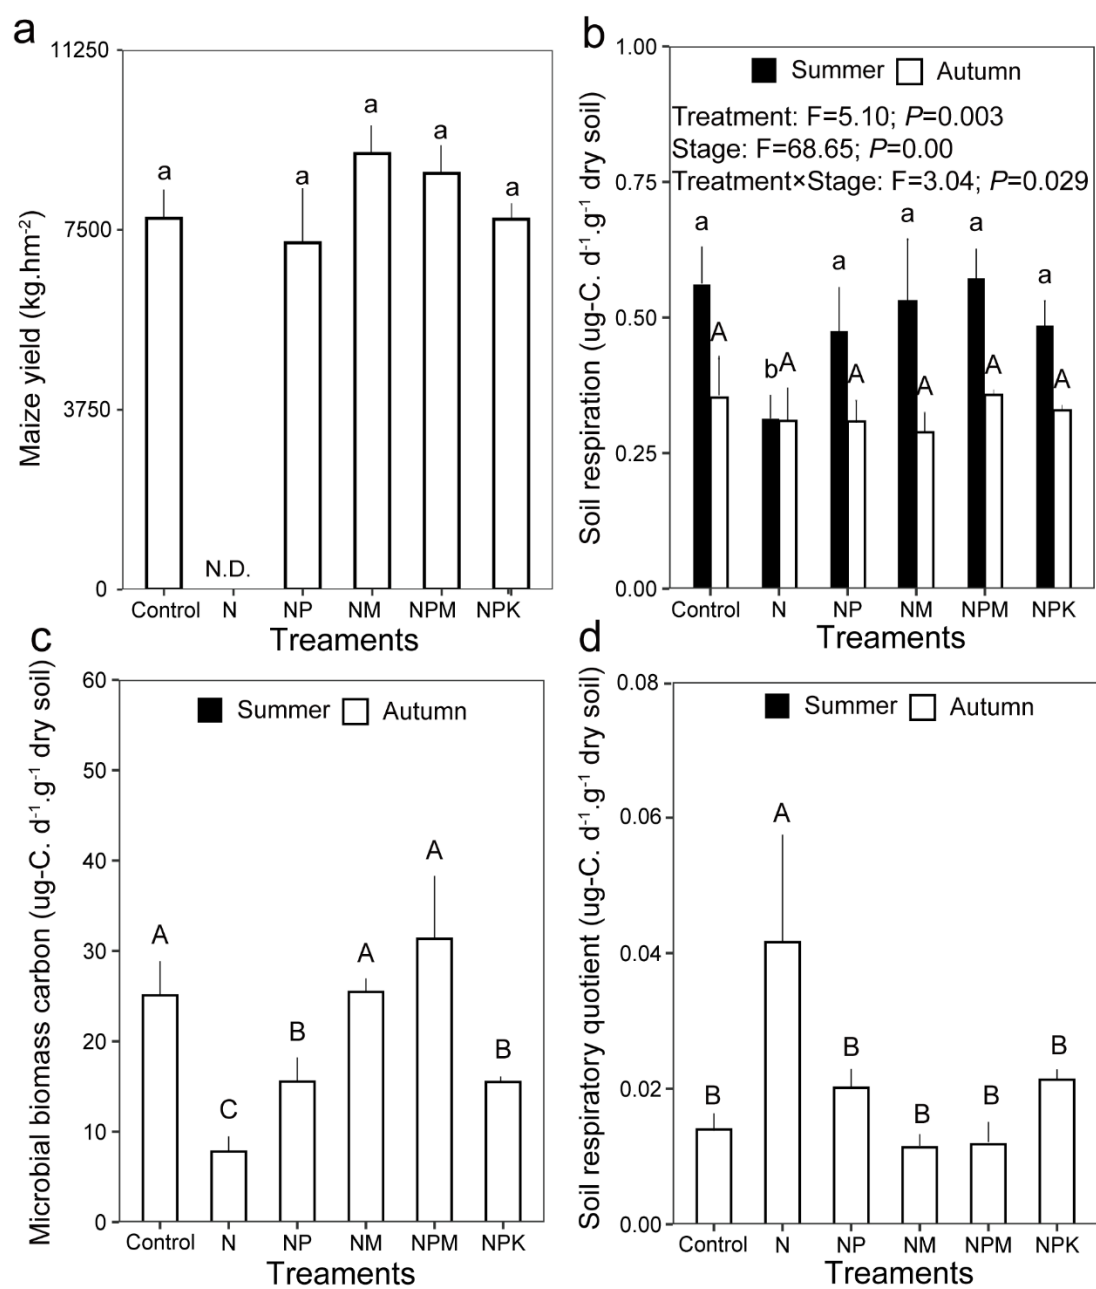 a
Maize yield (kg.hm⁻²)
11250
7500
3750
0
a
a
a
a
a
N.D.
Control N NP NM NPM NPK
Treaments
b
Soil respiration (ug-C. d⁻¹.g⁻¹ dry soil)
1.00
0.75
0.50
0.25
0.00
Summer Autumn
Treatment: F=5.10; P=0.003
Stage: F=68.65; P=0.00
Treatment×Stage: F=3.04; P=0.029
a A
b A
a A
a A
a A
a A
Control N NP NM NPM NPK
Treaments
c
Microbial biomass carbon (ug-C. d⁻¹.g⁻¹ dry soil)
60
50
40
30
20
10
0
Summer Autumn
A
C
B
A
A
B
Control N NP NM NPM NPK
Treaments
d
Soil respiratory quotient (ug-C. d⁻¹.g⁻¹ dry soil)
0.08
0.06
0.04
0.02
0.00
Summer Autumn
B
A
B
B
B
B
Control N NP NM NPM NPK
Treaments